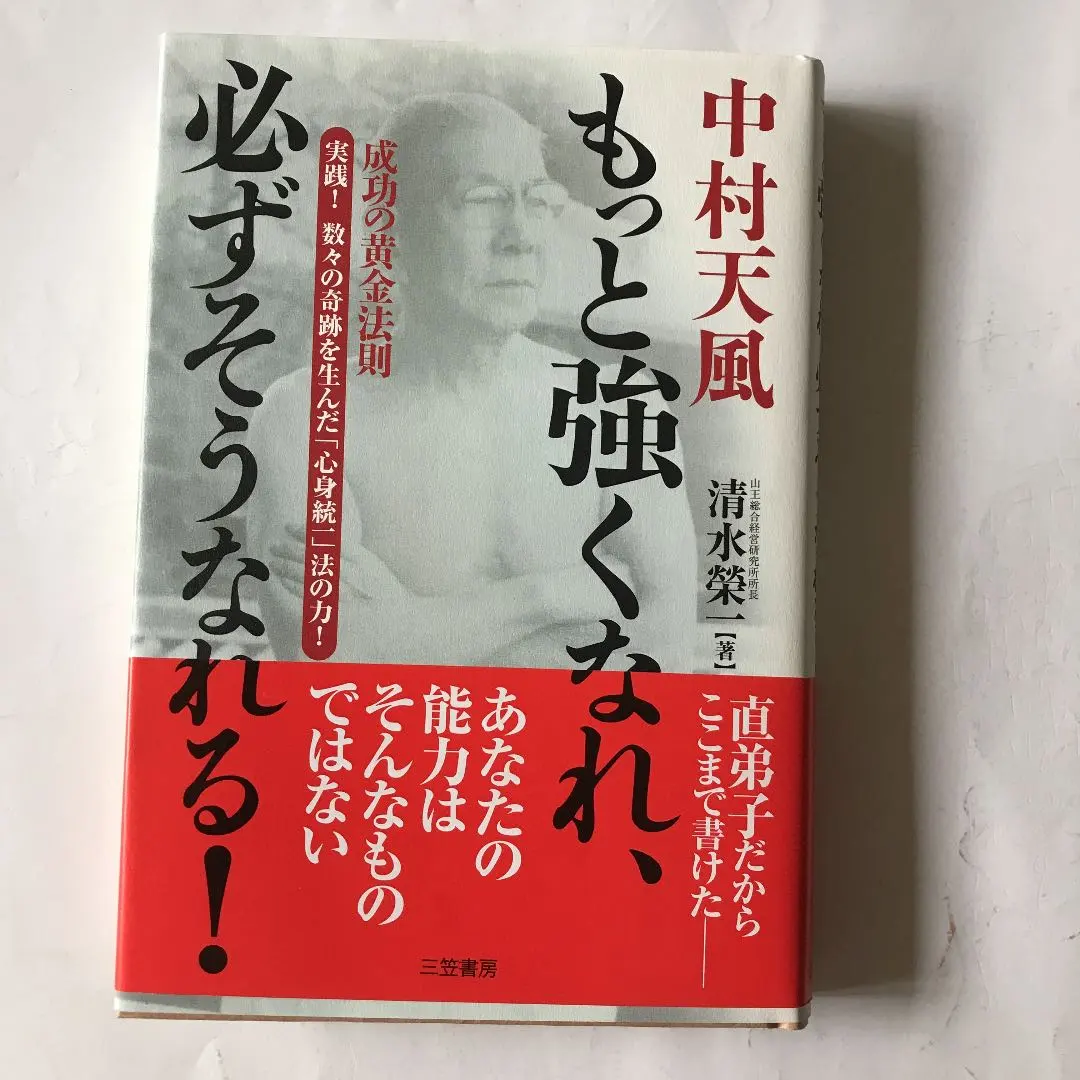 中村天風
もっと強くなれ、
必ずそうなれる!
成功の黄金法則
実践! 数々の奇跡を生んだ「心身統一」法の力!
山王総合経営研究所所長
清水榮一【著】
直弟子だから
ここまで書けた──
あなたの
能力は
そんなもの
ではない
三笠書房